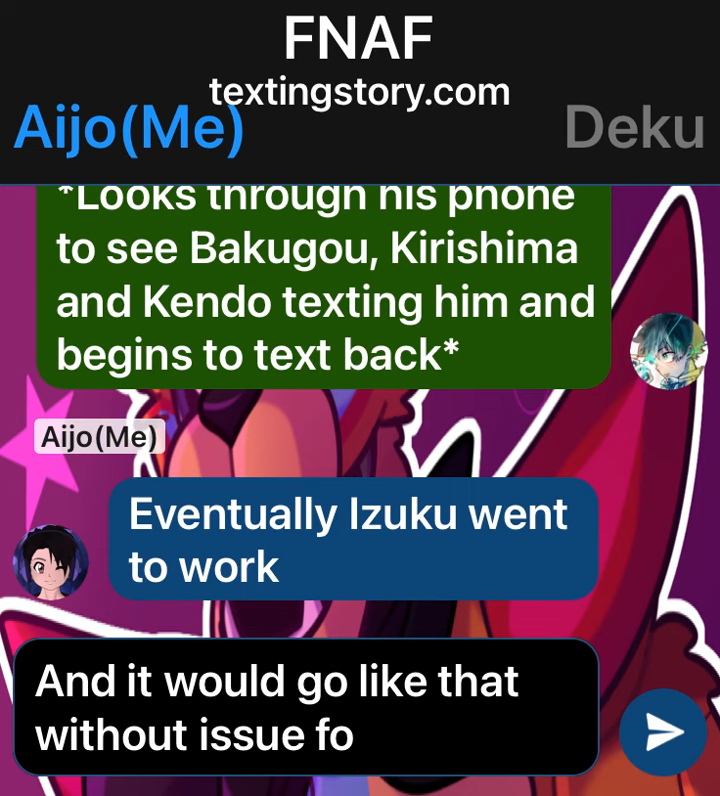 FNAF
textingstory.com
Aijo(Me)
Deku
*Looks through his phone
to see Bakugou, Kirishima
and Kendo texting him and
begins to text back*
Aijo(Me)
Eventually Izuku went
to work
And it would go like that
without issue fo